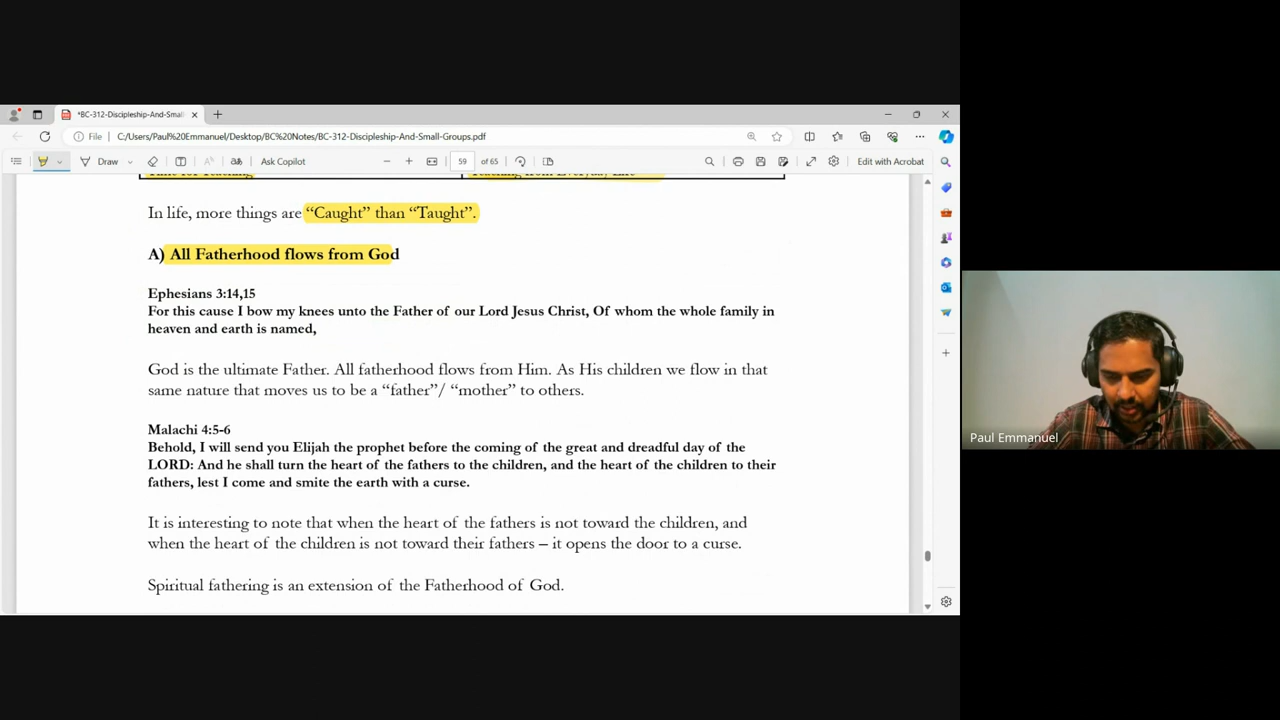 *BC-312-Discipleship-And-Smal
File C:/Users/Paul%20Emmanuel/Desktop/BC%20Notes/BC-312-Discipleship-And-Small-Groups.pdf
Draw Ask Copilot 59 of 65 Edit with Acrobat
Time for Teaching Teaching from Everyday Life
In life, more things are “Caught” than “Taught”.
A) All Fatherhood flows from God
Ephesians 3:14,15
For this cause I bow my knees unto the Father of our Lord Jesus Christ, Of whom the whole family in
heaven and earth is named,
God is the ultimate Father. All fatherhood flows from Him. As His children we flow in that
same nature that moves us to be a “father”/ “mother” to others.
Malachi 4:5-6
Behold, I will send you Elijah the prophet before the coming of the great and dreadful day of the
LORD: And he shall turn the heart of the fathers to the children, and the heart of the children to their
fathers, lest I come and smite the earth with a curse.
It is interesting to note that when the heart of the fathers is not toward the children, and
when the heart of the children is not toward their fathers – it opens the door to a curse.
Spiritual fathering is an extension of the Fatherhood of God.
Paul Emmanuel